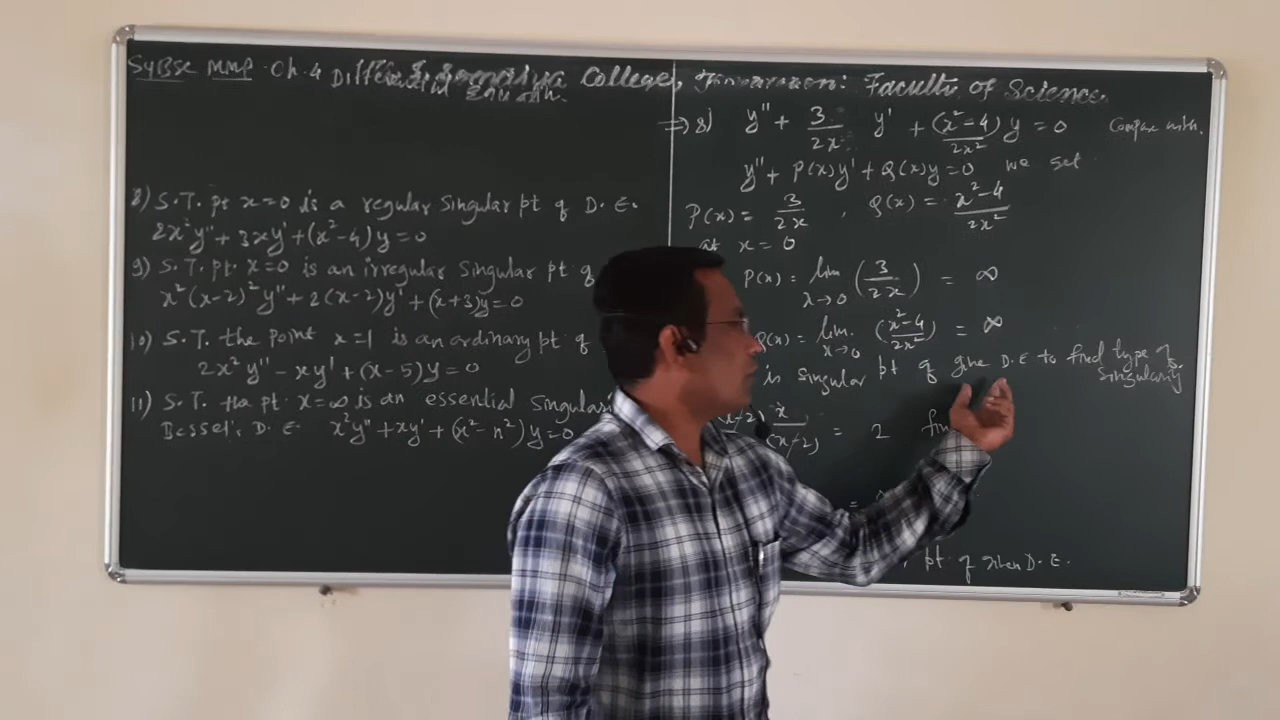 SyBSc MMP. Ch. 4 Differential Equation. College, Faculty of Science.
8) S.T. pt x=0 is a regular singular pt of D.E.
2x²y'' + 3xy' + (x²-4)y = 0
9) S.T. pt. x=0 is an irregular singular pt of
x²(x-2)²y'' + 2(x-2)y' + (x+3)y = 0
10) S.T. the point x=1 is an ordinary pt of
2x²y'' - xy' + (x-5)y = 0
11) S.T. the pt. x=∞ is an essential
Bessel's D.E. x²y'' + xy' + (x²-n²)y = 0
⇒ 8) y'' + 3/2x y' + (x²-4)/2x² y = 0 Compare with.
y'' + P(x)y' + Q(x)y = 0 we get
P(x) = 3/2x , Q(x) = x²-4/2x²
at x = 0
P(x) = lim x→0 (3/2x) = ∞
Q(x) = lim. x→0 (x²-4/2x²) = ∞
is singular pt of give D.E to find type of singularity
x/(x-2) = 2
=
pt of given D.E.